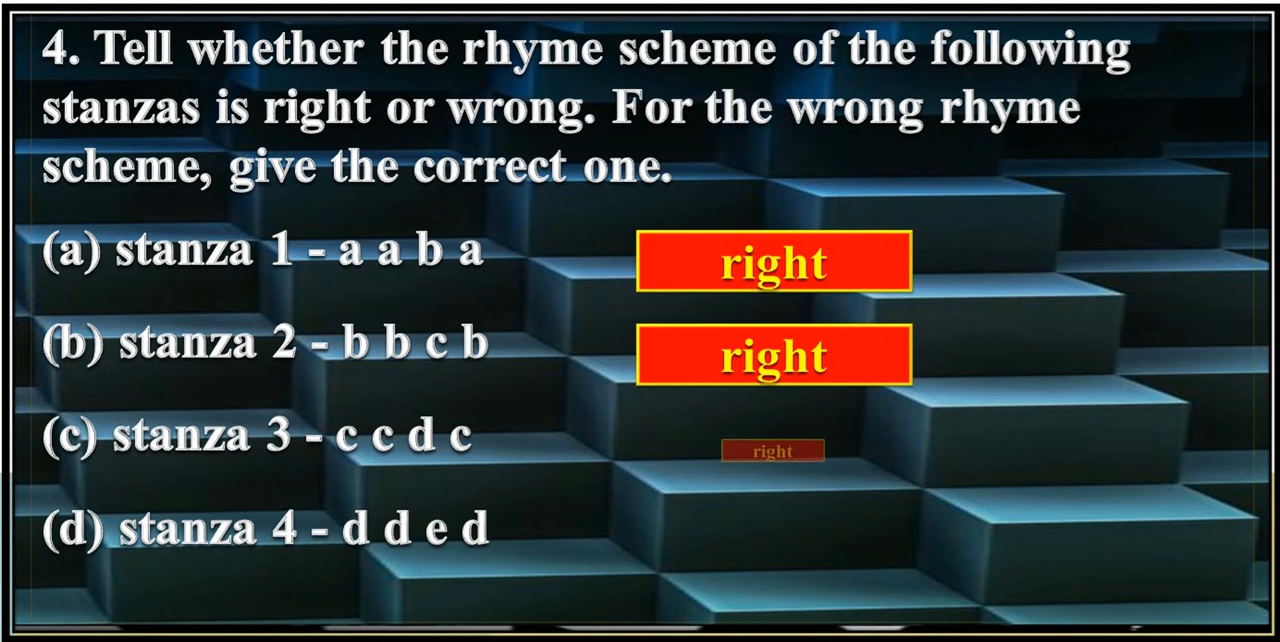 4. Tell whether the rhyme scheme of the following
stanzas is right or wrong. For the wrong rhyme
scheme, give the correct one.
(a) stanza 1 - a a b a
right
(b) stanza 2 - b b c b
right
(c) stanza 3 - c c d c
right
(d) stanza 4 - d d e d